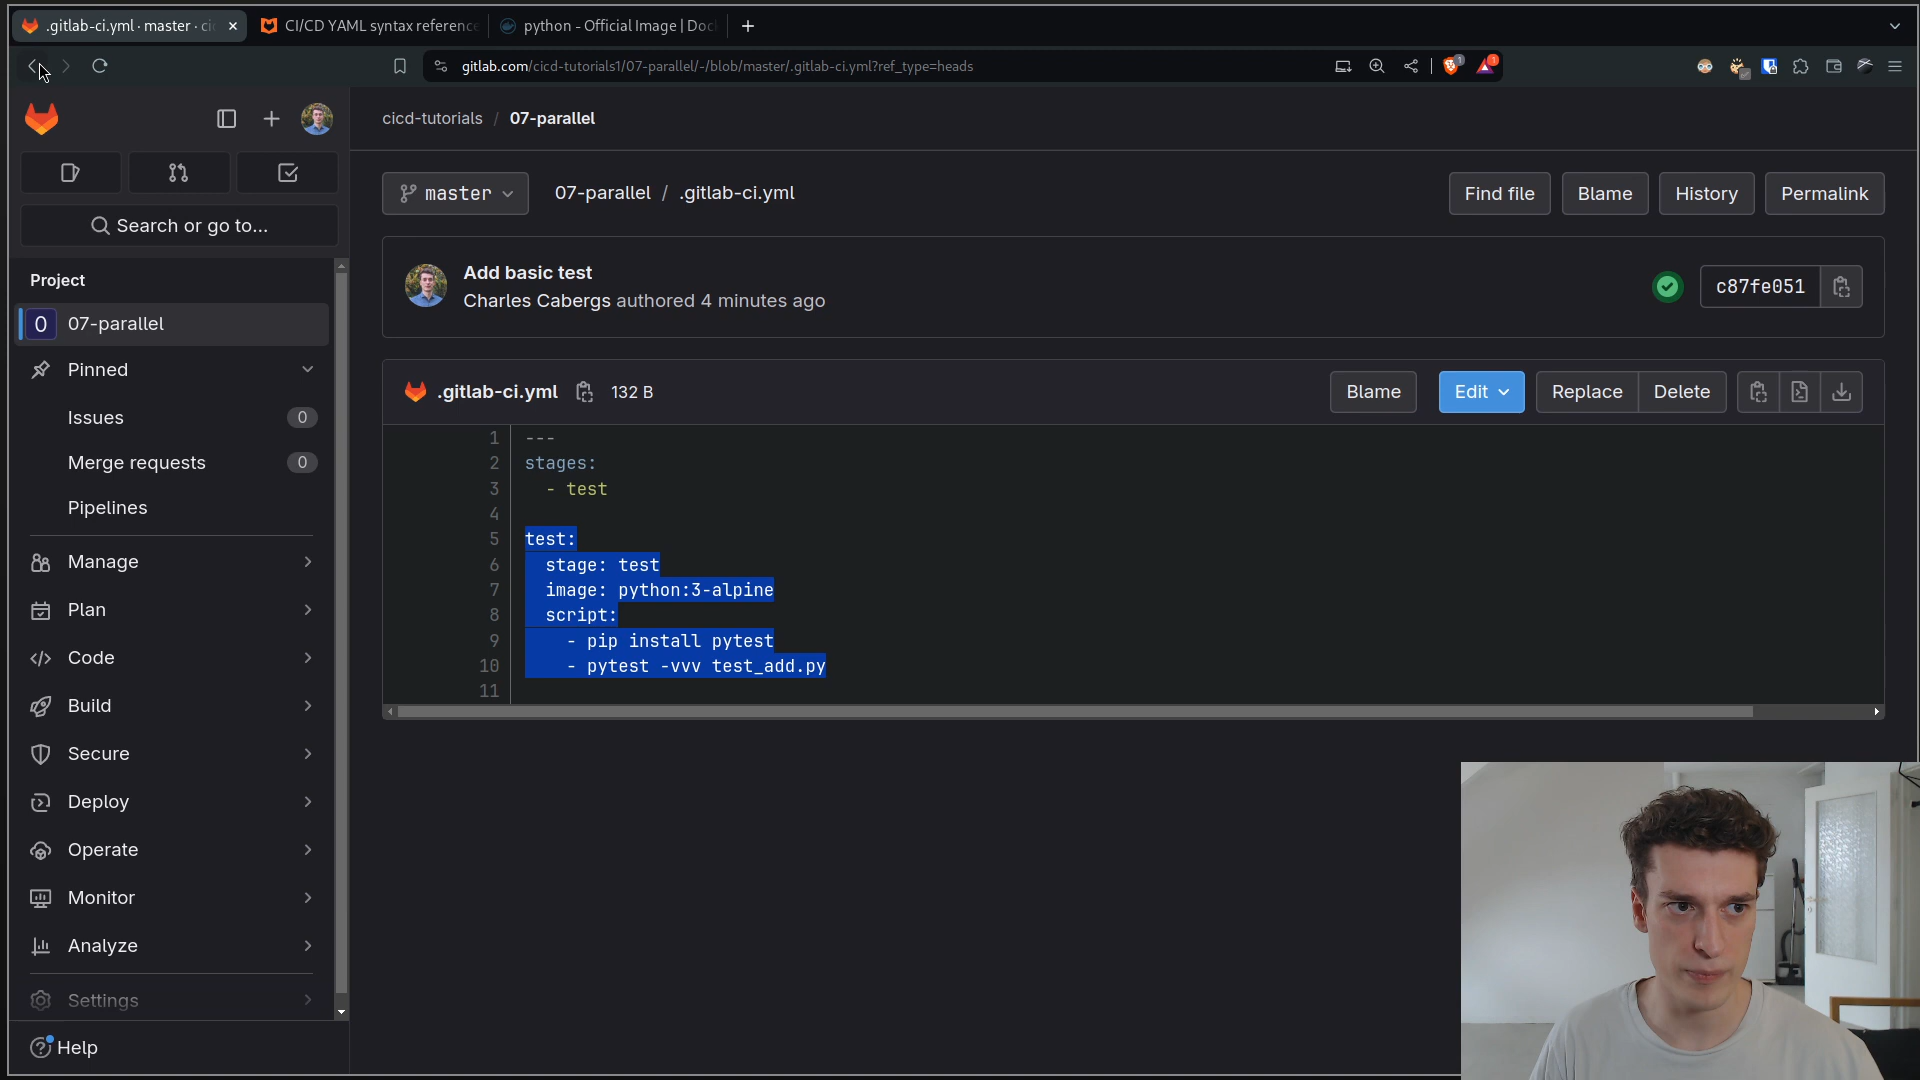 .gitlab-ci.yml · master · ci
CI/CD YAML syntax reference
python - Official Image | Doc
gitlab.com/cicd-tutorials1/07-parallel/-/blob/master/.gitlab-ci.yml?ref_type=heads
1
1
cicd-tutorials / 07-parallel
master
07-parallel / .gitlab-ci.yml
Find file
Blame
History
Permalink
Search or go to...
Project
0 07-parallel
Pinned
Issues 0
Merge requests 0
Pipelines
Manage
Plan
Code
Build
Secure
Deploy
Operate
Monitor
Analyze
Settings
Help
Add basic test
Charles Cabergs authored 4 minutes ago
c87fe051
.gitlab-ci.yml 132 B
Blame
Edit
Replace
Delete
1 ---
2 stages:
3   - test
4
5 test:
6   stage: test
7   image: python:3-alpine
8   script:
9     - pip install pytest
10     - pytest -vvv test_add.py
11